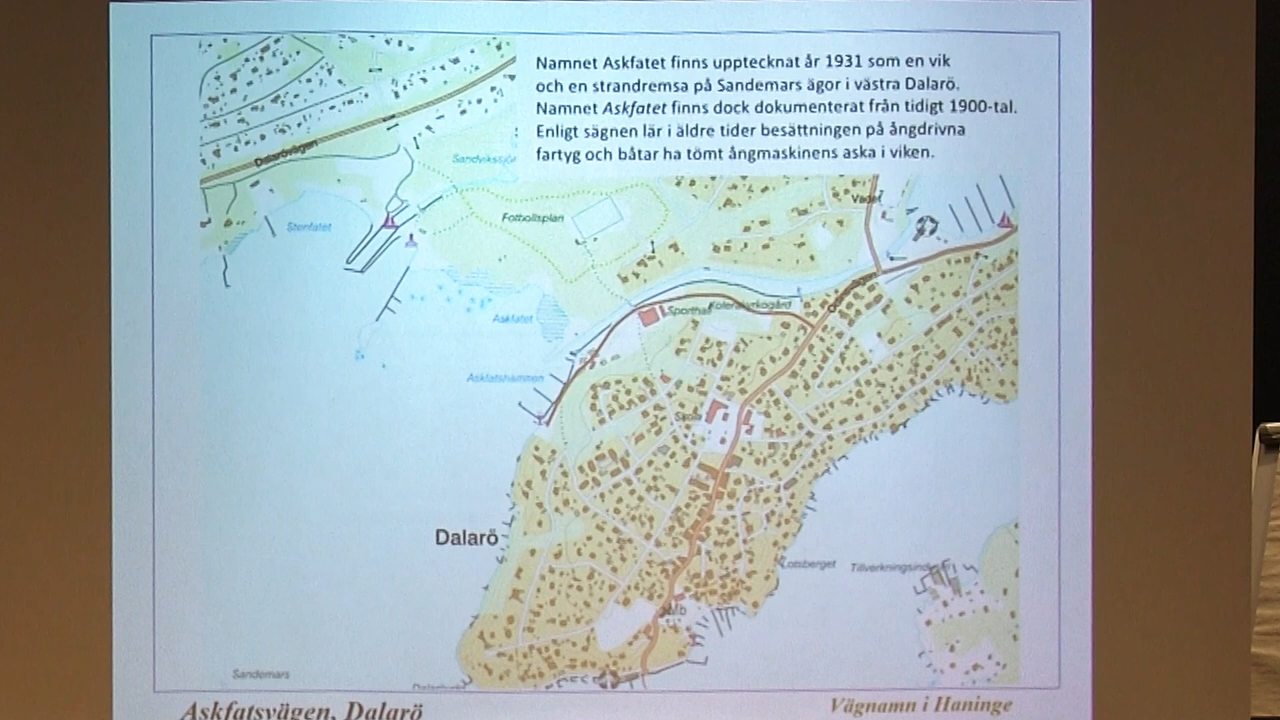 Namnet Askfatet finns upptecknat år 1931 som en vik
och en strandremsa på Sandemars ägor i västra Dalarö.
Namnet Askfatet finns dock dokumenterat från tidigt 1900-tal.
Enligt sägnen lär i äldre tider besättningen på ångdrivna
fartyg och båtar ha tömt ångmaskinens aska i viken.
Dalarövägen
Stenfatet
Fotbollsplan
Askfatet
Sporthall
Askfatshamnen
Skola
Dalarö
Lotsberget
Sandemars
Askfatsvägen, Dalarö
Vägnamn i Haninge